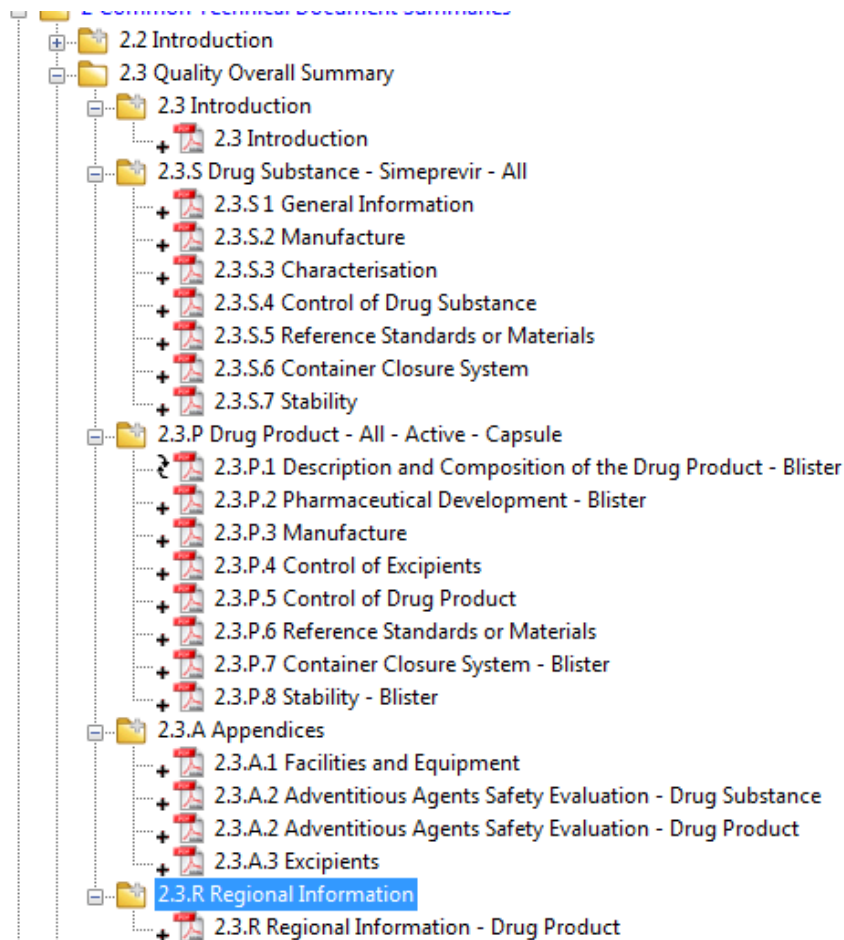 2 Common Technical Document Summaries
2.2 Introduction
2.3 Quality Overall Summary
2.3 Introduction
2.3 Introduction
2.3.S Drug Substance - Simeprevir - All
2.3.S 1 General Information
2.3.S.2 Manufacture
2.3.S.3 Characterisation
2.3.S.4 Control of Drug Substance
2.3.S.5 Reference Standards or Materials
2.3.S.6 Container Closure System
2.3.S.7 Stability
2.3.P Drug Product - All - Active - Capsule
2.3.P.1 Description and Composition of the Drug Product - Blister
2.3.P.2 Pharmaceutical Development - Blister
2.3.P.3 Manufacture
2.3.P.4 Control of Excipients
2.3.P.5 Control of Drug Product
2.3.P.6 Reference Standards or Materials
2.3.P.7 Container Closure System - Blister
2.3.P.8 Stability - Blister
2.3.A Appendices
2.3.A.1 Facilities and Equipment
2.3.A.2 Adventitious Agents Safety Evaluation - Drug Substance
2.3.A.2 Adventitious Agents Safety Evaluation - Drug Product
2.3.A.3 Excipients
2.3.R Regional Information
2.3.R Regional Information - Drug Product